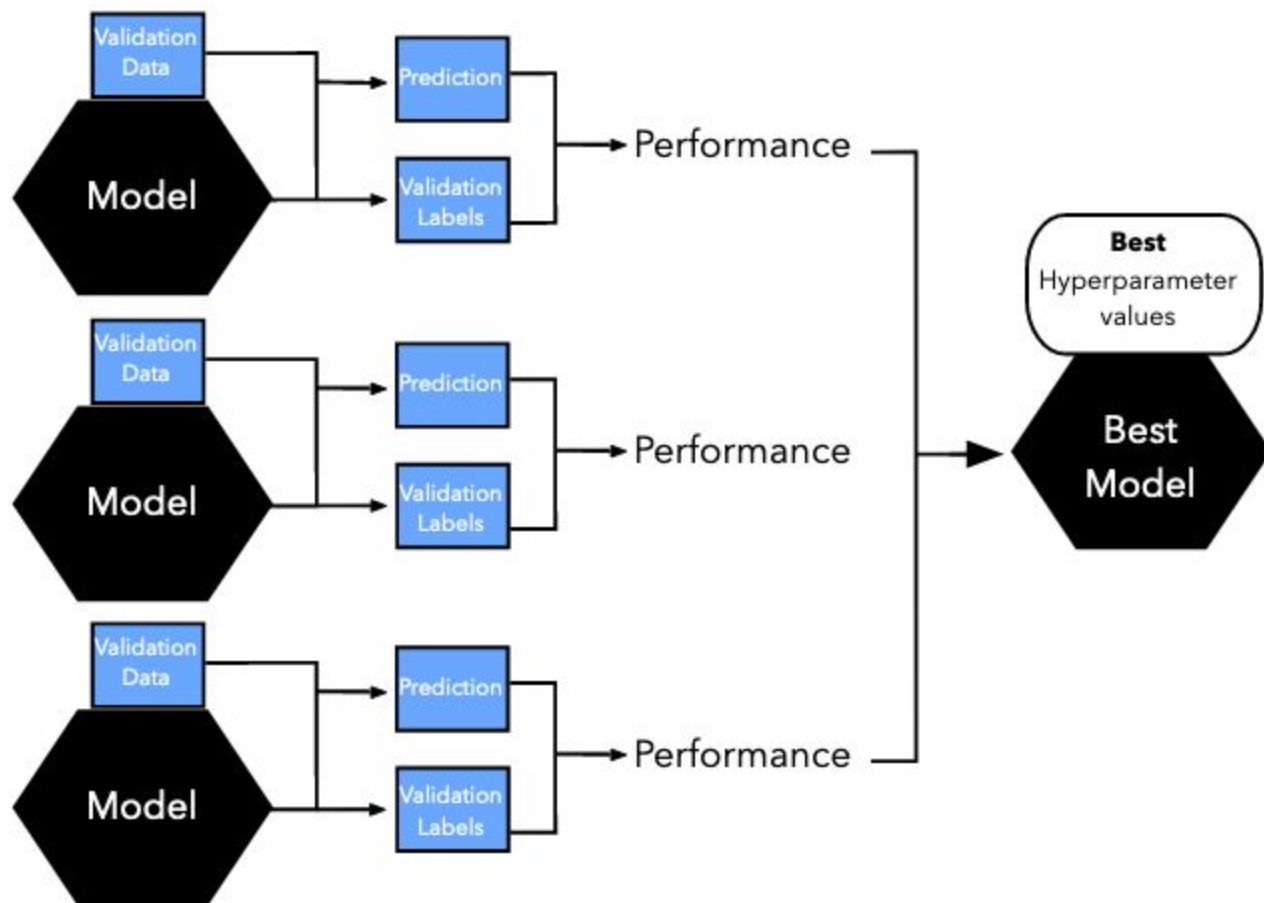 Validation
Data
Model
Prediction
Validation
Labels
Performance
Validation
Data
Model
Prediction
Validation
Labels
Performance
Validation
Data
Model
Prediction
Validation
Labels
Performance
Best
Hyperparameter
values
Best
Model